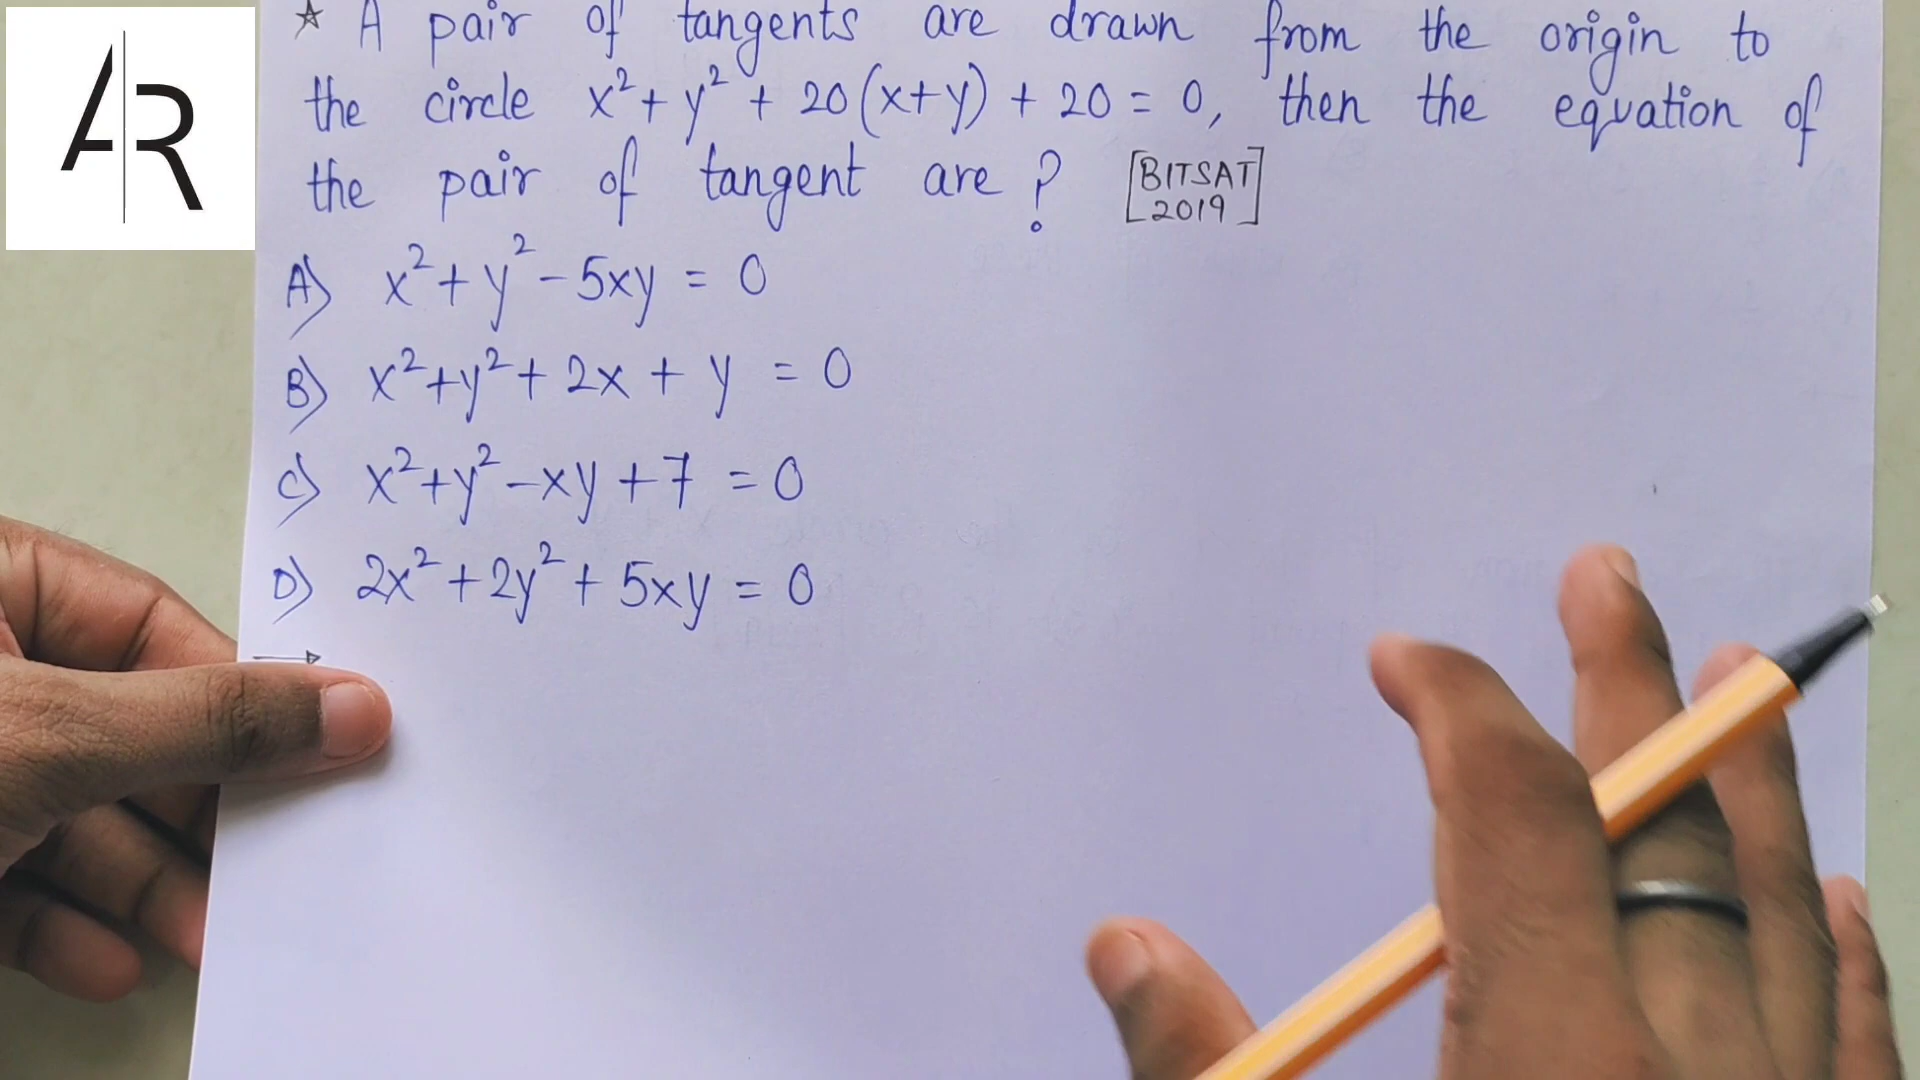 AR
☆ A pair of tangents are drawn from the origin to
the circle x² + y² + 20(x+y) + 20 = 0, then the equation of
the pair of tangent are ? [BITSAT 2019]
A) x² + y² - 5xy = 0
B) x² + y² + 2x + y = 0
C) x² + y² - xy + 7 = 0
D) 2x² + 2y² + 5xy = 0
→